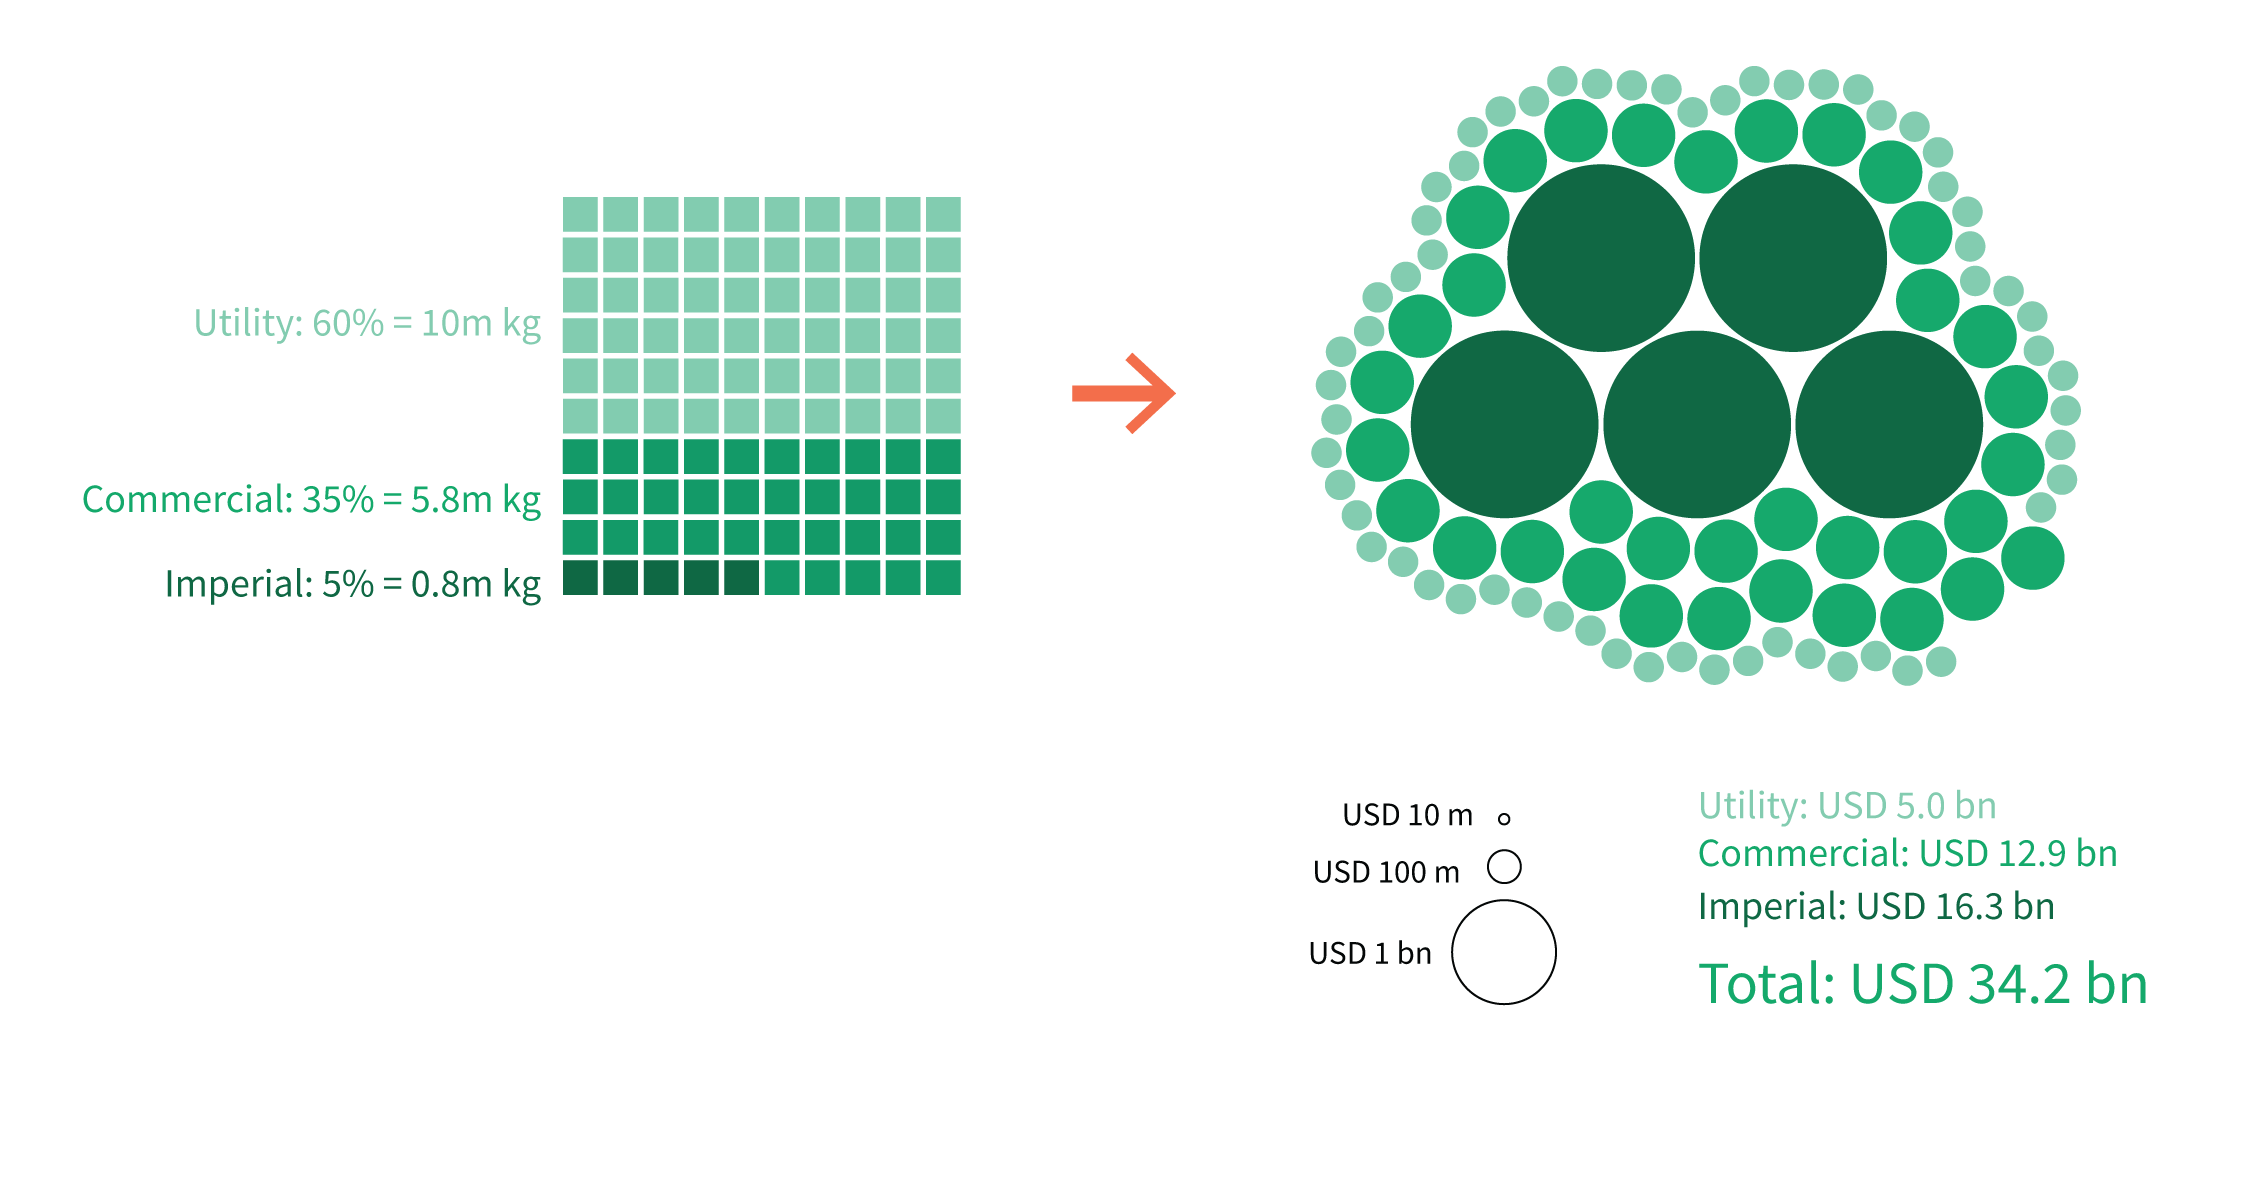 Utility: 60% = 10m kg
Commercial: 35% = 5.8m kg
Imperial: 5% = 0.8m kg
USD 10 m
USD 100 m
USD 1 bn
Utility: USD 5.0 bn
Commercial: USD 12.9 bn
Imperial: USD 16.3 bn
Total: USD 34.2 bn